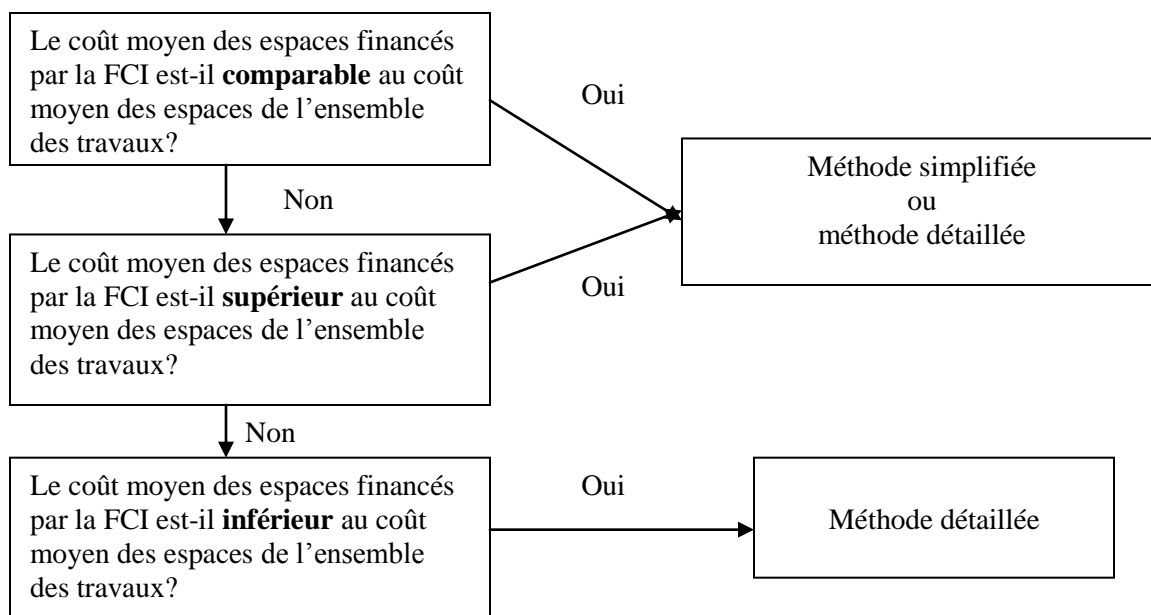 Le coût moyen des espaces financés
par la FCI est-il comparable au coût
moyen des espaces de l’ensemble
des travaux?
Oui
Méthode simplifiée
ou
méthode détaillée
Non
Le coût moyen des espaces financés
par la FCI est-il supérieur au coût
moyen des espaces de l’ensemble
des travaux?
Oui
Non
Le coût moyen des espaces financés
par la FCI est-il inférieur au coût
moyen des espaces de l’ensemble
des travaux?
Oui
Méthode détaillée